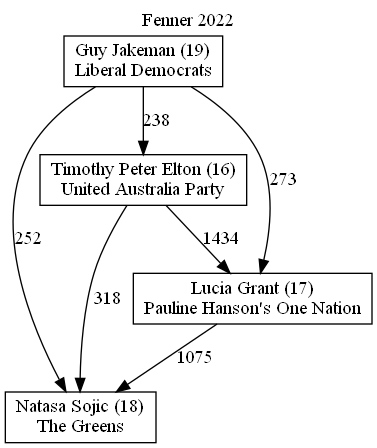 Fenner 2022
Guy Jakeman (19)
Liberal Democrats
238
Timothy Peter Elton (16)
United Australia Party
273
252
1434
Lucia Grant (17)
Pauline Hanson's One Nation
318
1075
Natasa Sojic (18)
The Greens